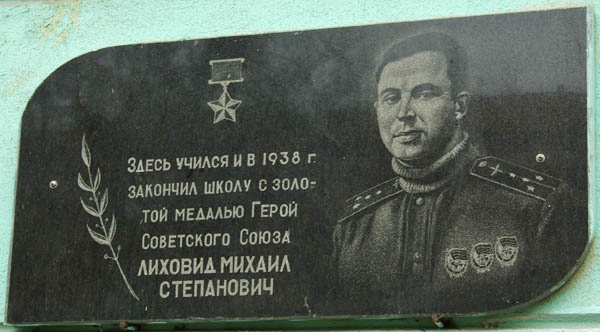 Здесь учился и в 1938 г.
закончил школу с золо-
той медалью Герой
Советского Союза
ЛИХОВИД МИХАИЛ
СТЕПАНОВИЧ